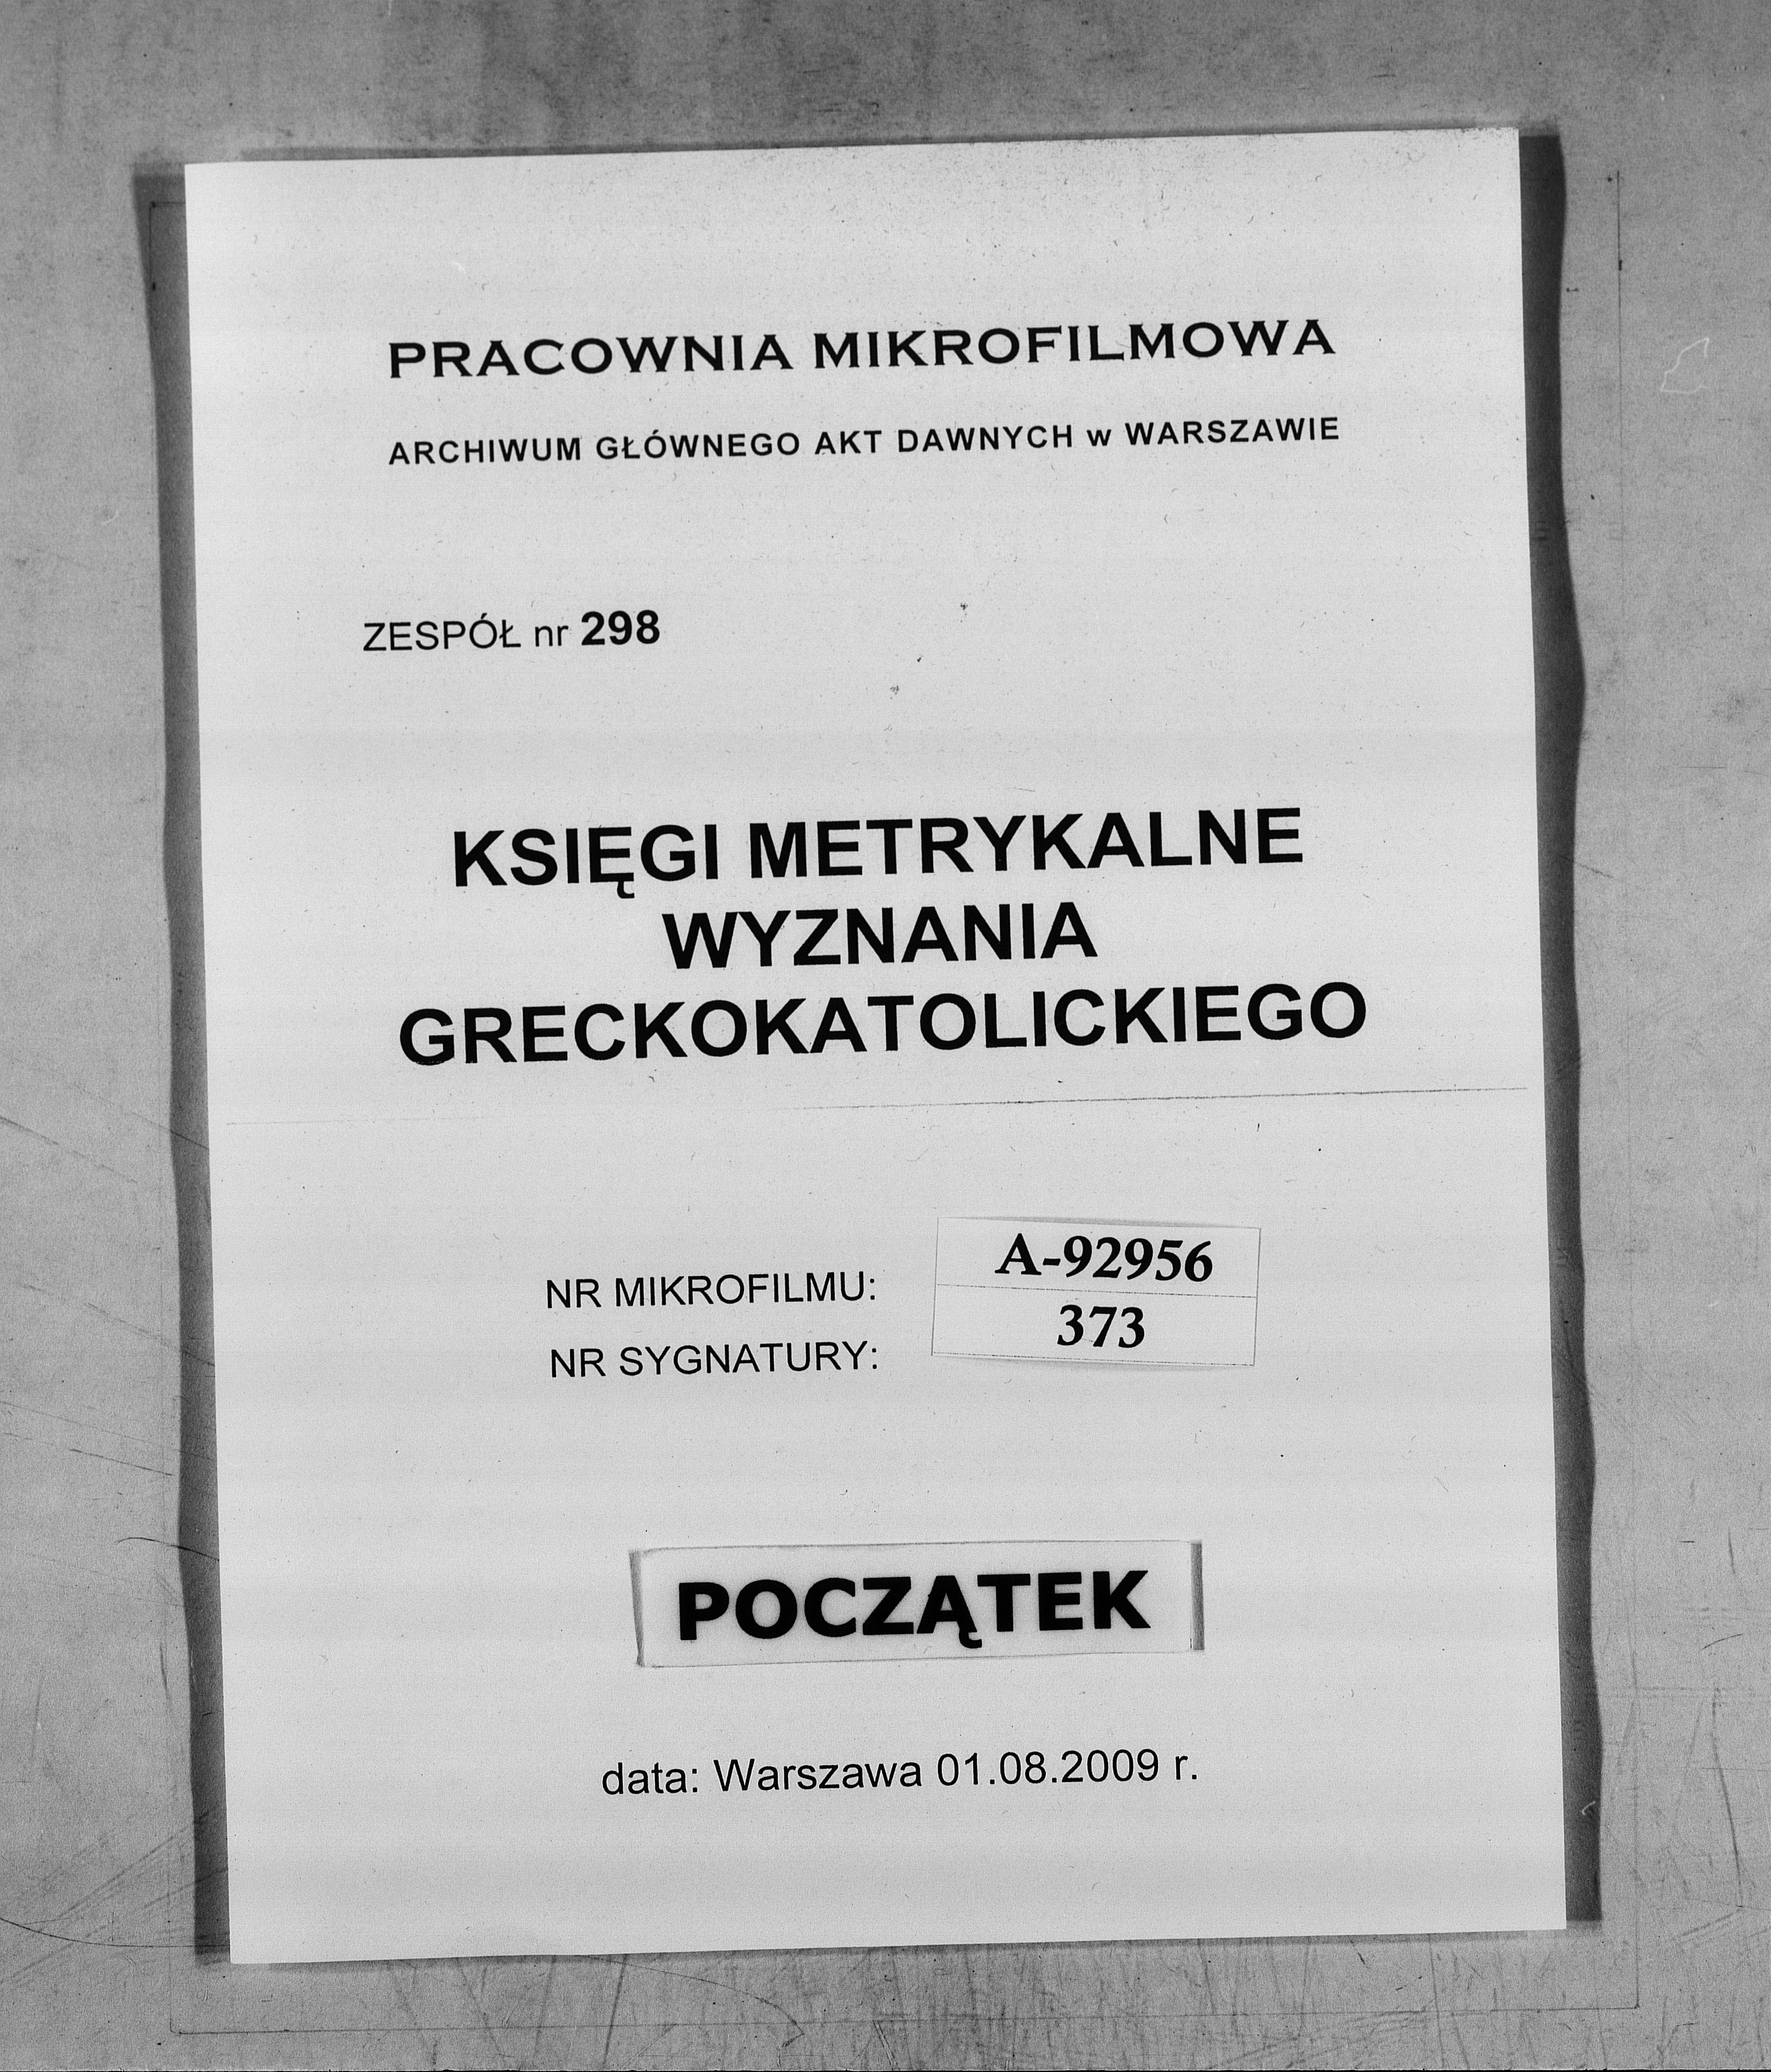 PRACOWNIA MIKROFILMOWA
ARCHIWUM GŁÓWNEGO AKT DAWNYCH w WARSZAWIE
ZESPÓŁ nr 298
KSIĘGI METRYKALNE
WYZNANIA
GRECKOKATOLICKIEGO
NR MIKROFILMU: A-92956
NR SYGNATURY: 373
POCZĄTEK
data: Warszawa 01.08.2009 r.